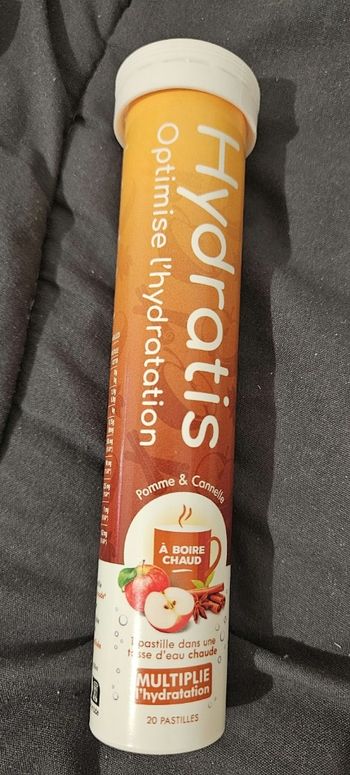 Hydratis
Optimise l'hydratation
Pomme & Cannelle
À BOIRE
CHAUD
1 pastille dans une
tasse d'eau chaude
MULTIPLIE
l'hydratation
20 PASTILLES